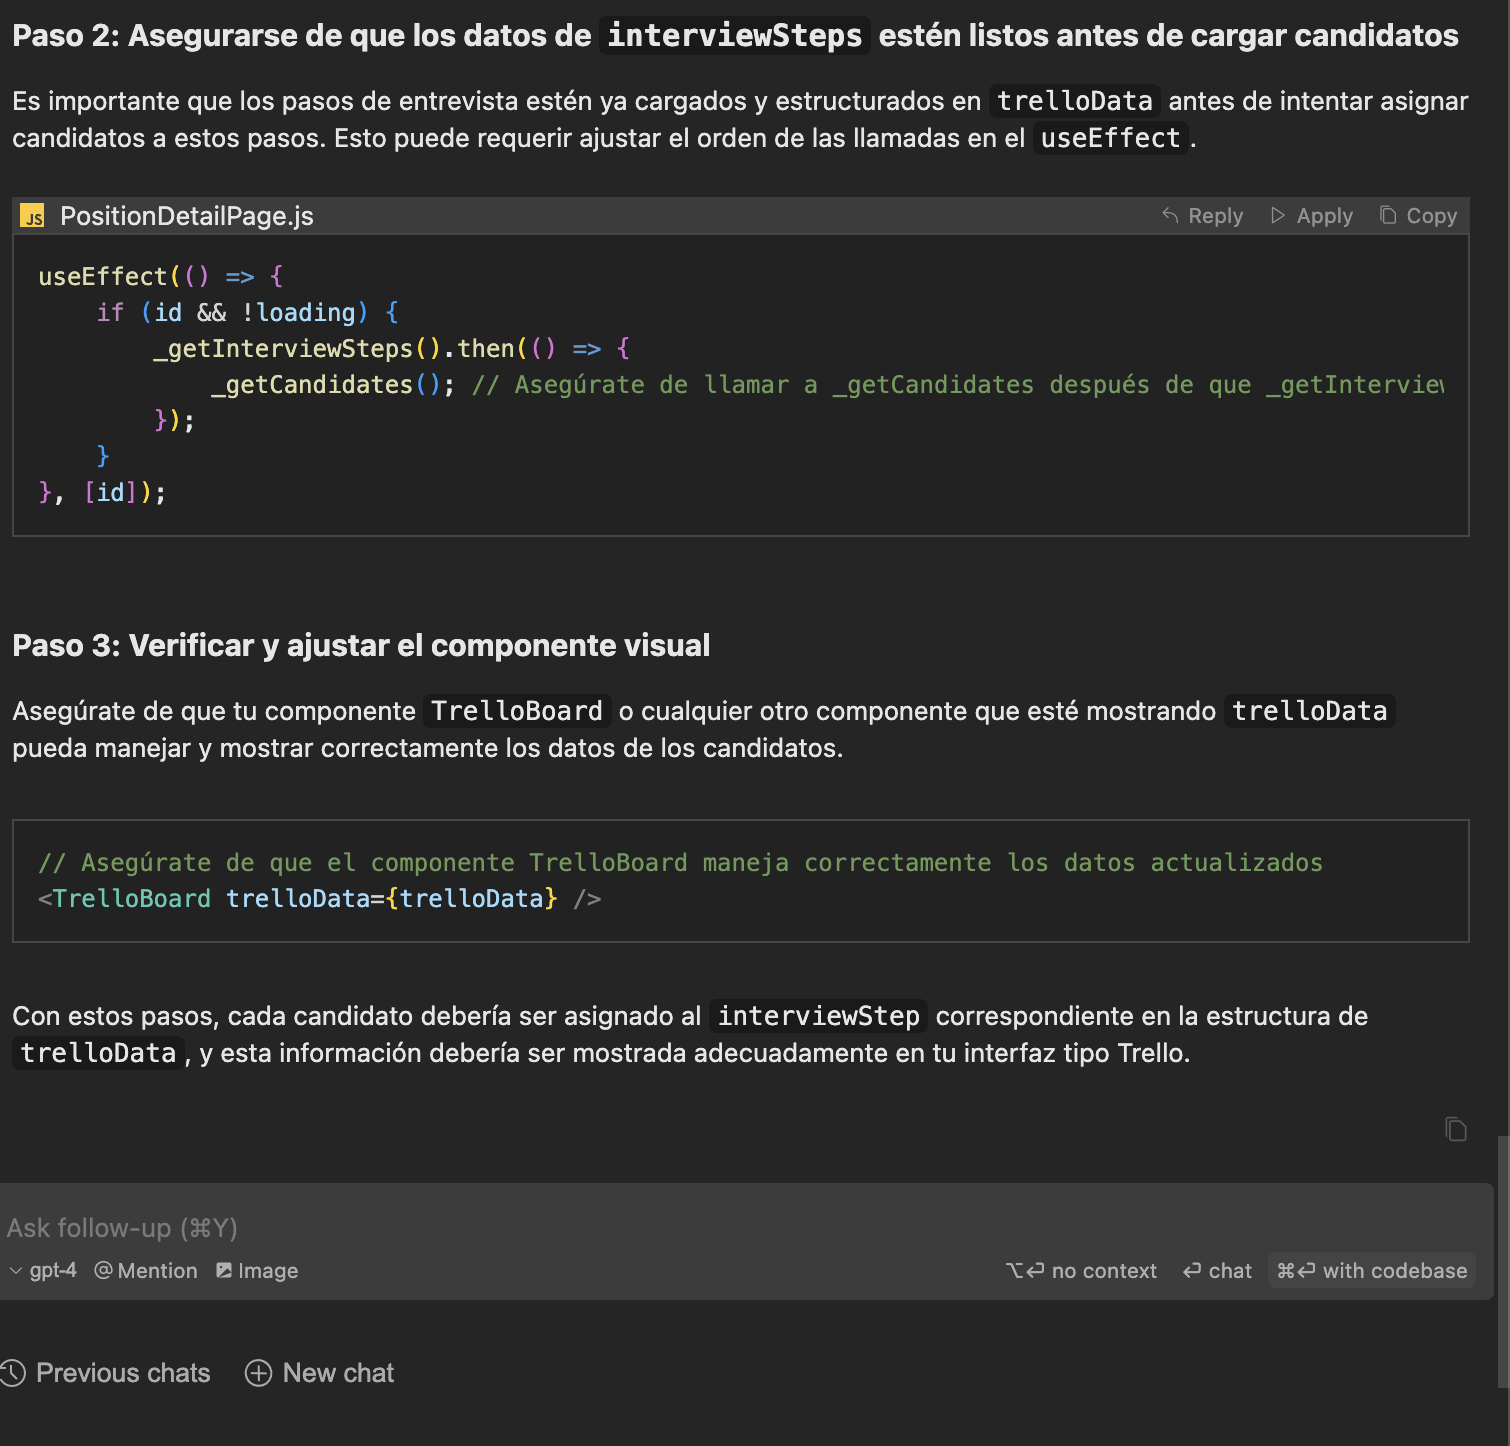 Paso 2: Asegurarse de que los datos de interviewSteps estén listos antes de cargar candidatos
Es importante que los pasos de entrevista estén ya cargados y estructurados en trelloData antes de intentar asignar
candidatos a estos pasos. Esto puede requerir ajustar el orden de las llamadas en el useEffect.
JS PositionDetailPage.js Reply Apply Copy
useEffect(() => {
    if (id && !loading) {
        _getInterviewSteps().then(() => {
            _getCandidates(); // Asegúrate de llamar a _getCandidates después de que _getIntervie
        });
    }
}, [id]);
Paso 3: Verificar y ajustar el componente visual
Asegúrate de que tu componente TrelloBoard o cualquier otro componente que esté mostrando trelloData
pueda manejar y mostrar correctamente los datos de los candidatos.
// Asegúrate de que el componente TrelloBoard maneja correctamente los datos actualizados
<TrelloBoard trelloData={trelloData} />
Con estos pasos, cada candidato debería ser asignado al interviewStep correspondiente en la estructura de
trelloData, y esta información debería ser mostrada adecuadamente en tu interfaz tipo Trello.
Ask follow-up (⌘Y)
gpt-4 @ Mention Image ⌥⏎ no context ⏎ chat ⌘⏎ with codebase
Previous chats New chat